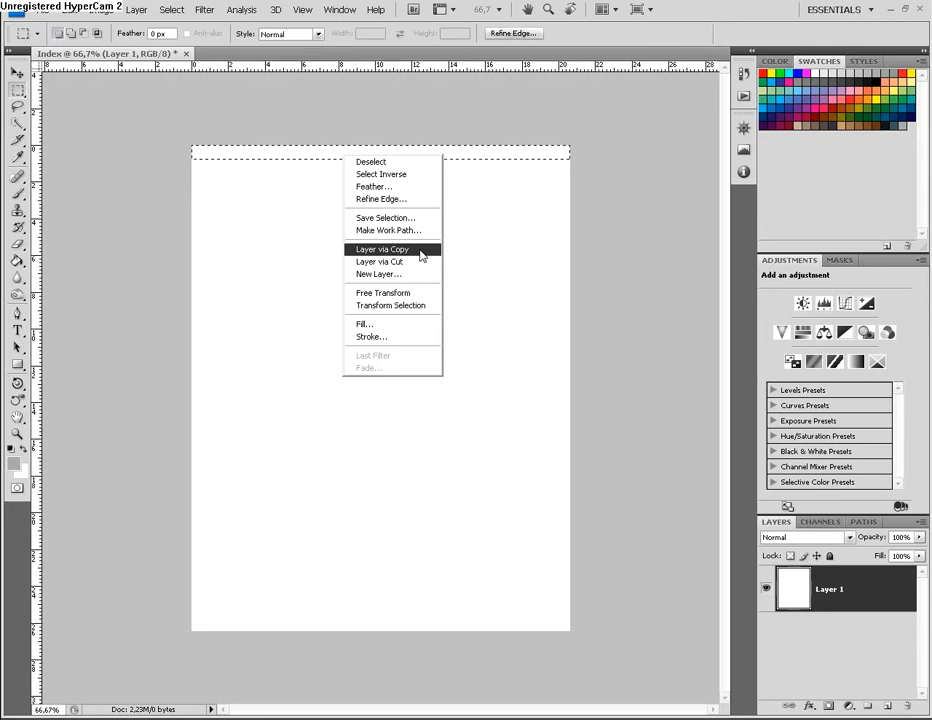 Unregistered HyperCam 2
Layer Select Filter Analysis 3D View Window Help
Br 66,7 ESSENTIALS
Feather: 0 px Anti-alias Style: Normal Width: Height: Refine Edge...
Index @ 66,7% (Layer 1, RGB/8) *
COLOR SWATCHES STYLES
Deselect
Select Inverse
Feather...
Refine Edge...
Save Selection...
Make Work Path...
Layer via Copy
Layer via Cut
New Layer...
Free Transform
Transform Selection
Fill...
Stroke...
Last Filter
Fade...
ADJUSTMENTS MASKS
Add an adjustment
Levels Presets
Curves Presets
Exposure Presets
Hue/Saturation Presets
Black & White Presets
Channel Mixer Presets
Selective Color Presets
LAYERS CHANNELS PATHS
Normal Opacity: 100%
Lock: Fill: 100%
Layer 1
66,67% Doc: 2,23M/0 bytes